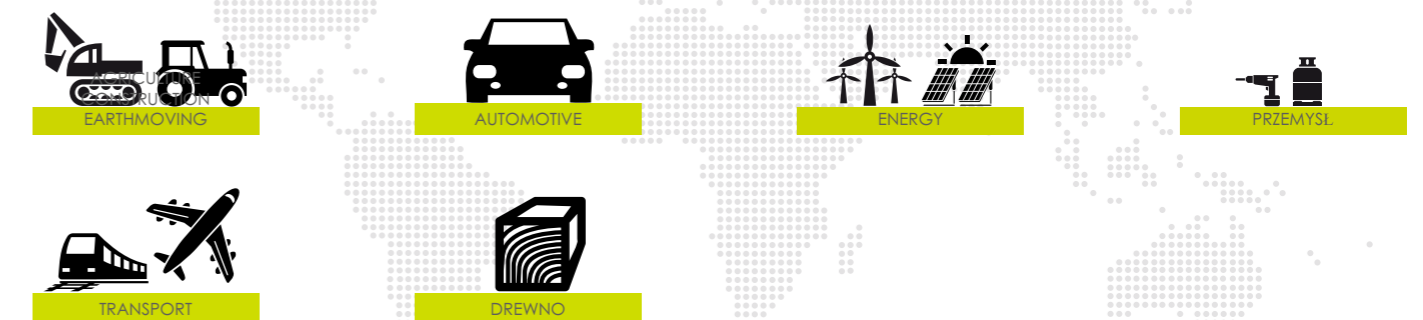 AGRICULTURE
CONSTRUCTION
EARTHMOVING
AUTOMOTIVE
ENERGY
PRZEMYSŁ
TRANSPORT
DREWNO